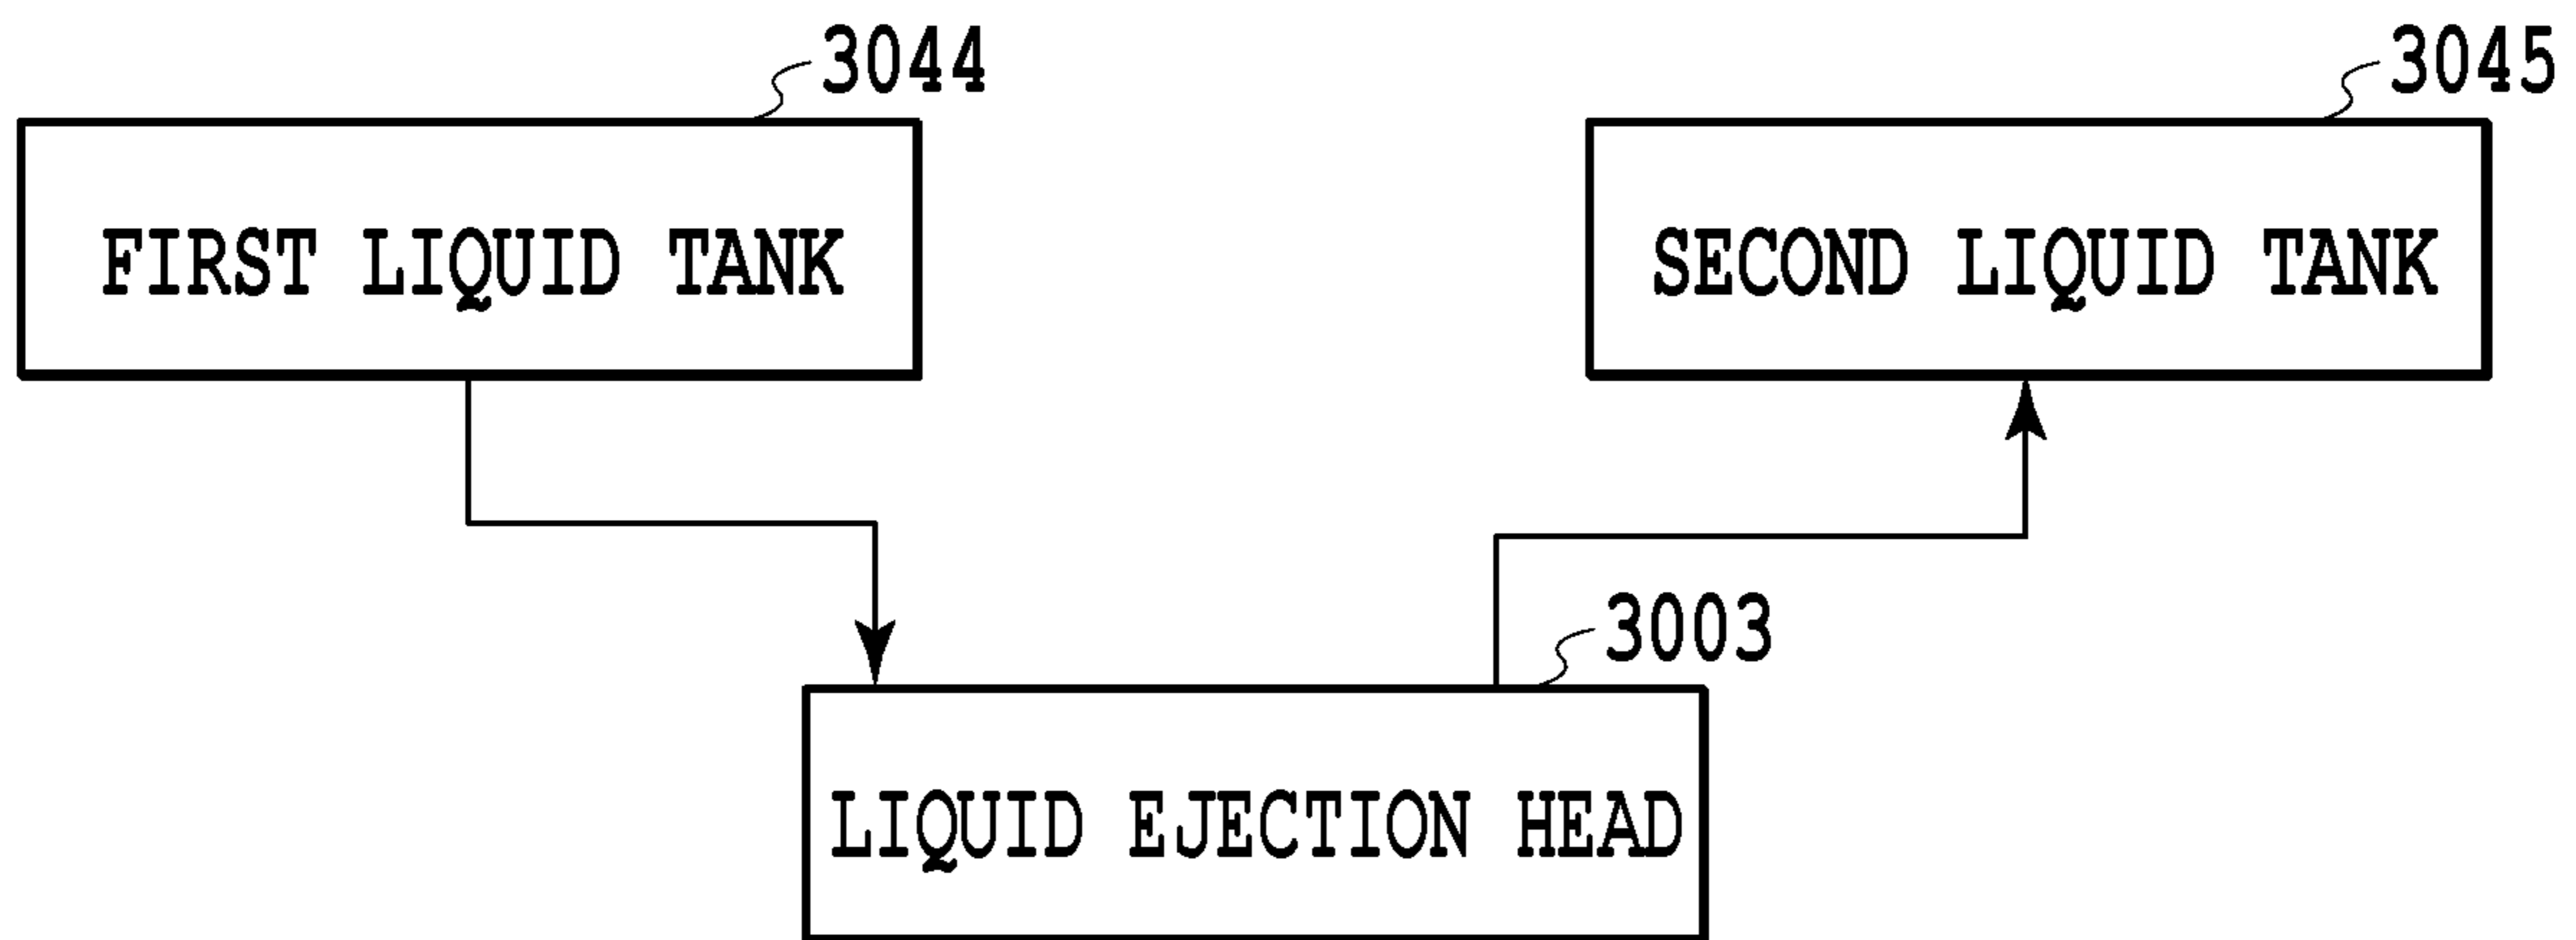 3044
3045
FIRST LIQUID TANK
SECOND LIQUID TANK
3003
LIQUID EJECTION HEAD